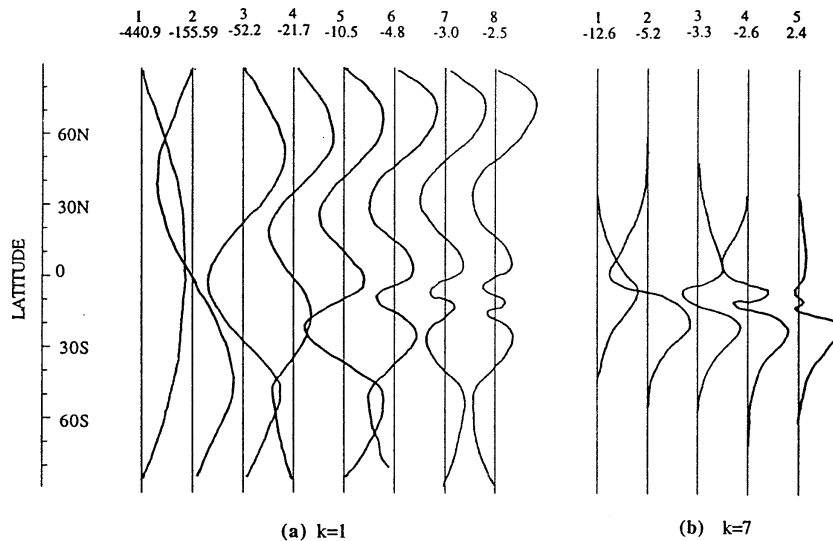 1 2 3 4 5 6 7 8
-440.9 -155.59 -52.2 -21.7 -10.5 -4.8 -3.0 -2.5
1 2 3 4 5
-12.6 -5.2 -3.3 -2.6 2.4
60N
30N
0
30S
60S
LATITUDE
(a) k=1
(b) k=7